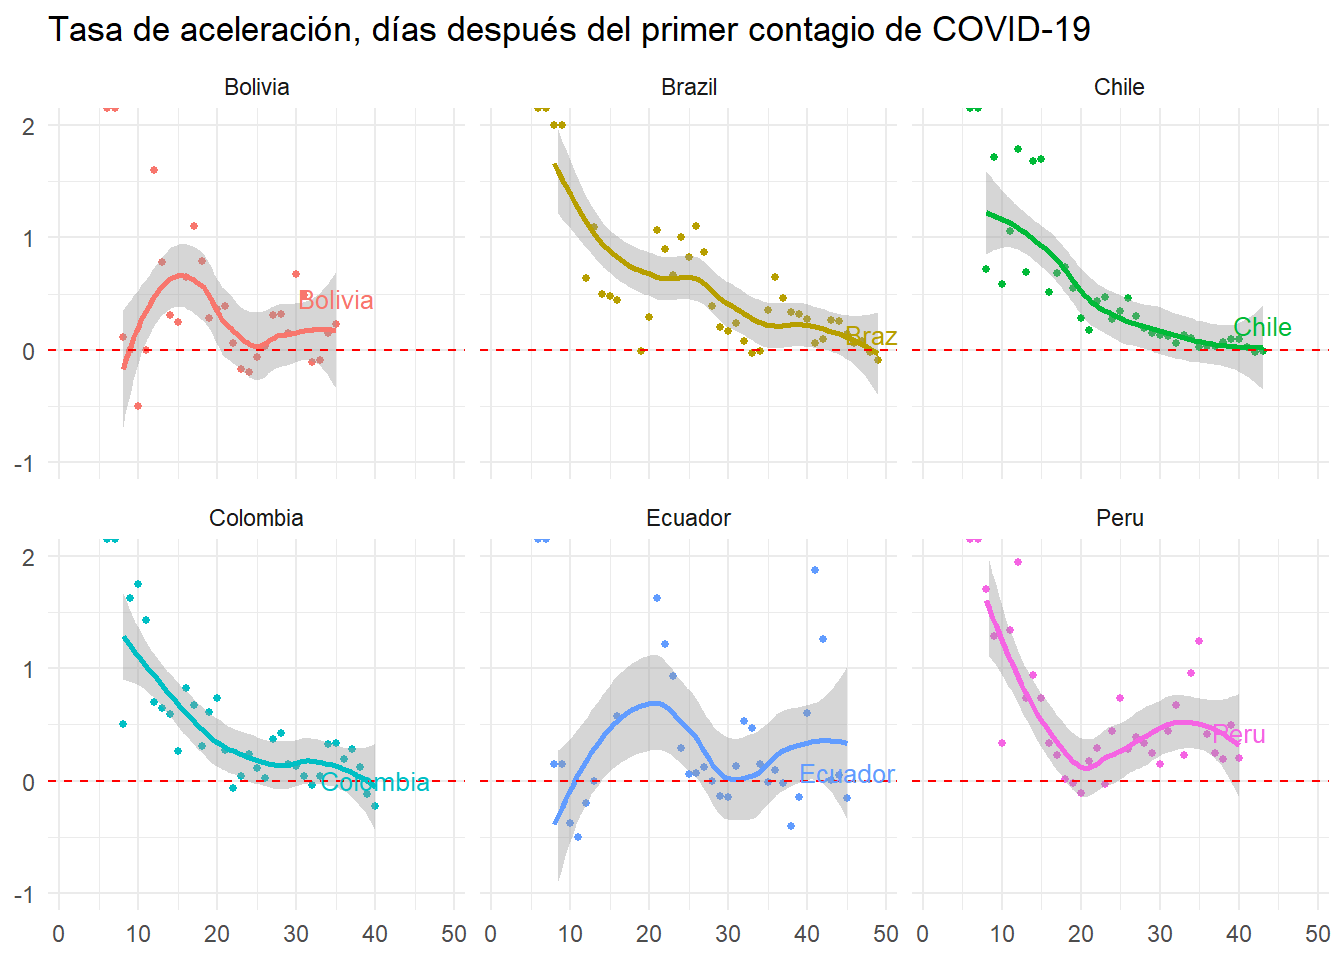 Tasa de aceleración, días después del primer contagio de COVID-19
Bolivia Brazil Chile
2
1
0
-1
Bolivia
Braz
Chile
Colombia Ecuador Peru
2
1
0
-1
Colombia
Ecuador
Peru
0 10 20 30 40 50 0 10 20 30 40 50 0 10 20 30 40 50